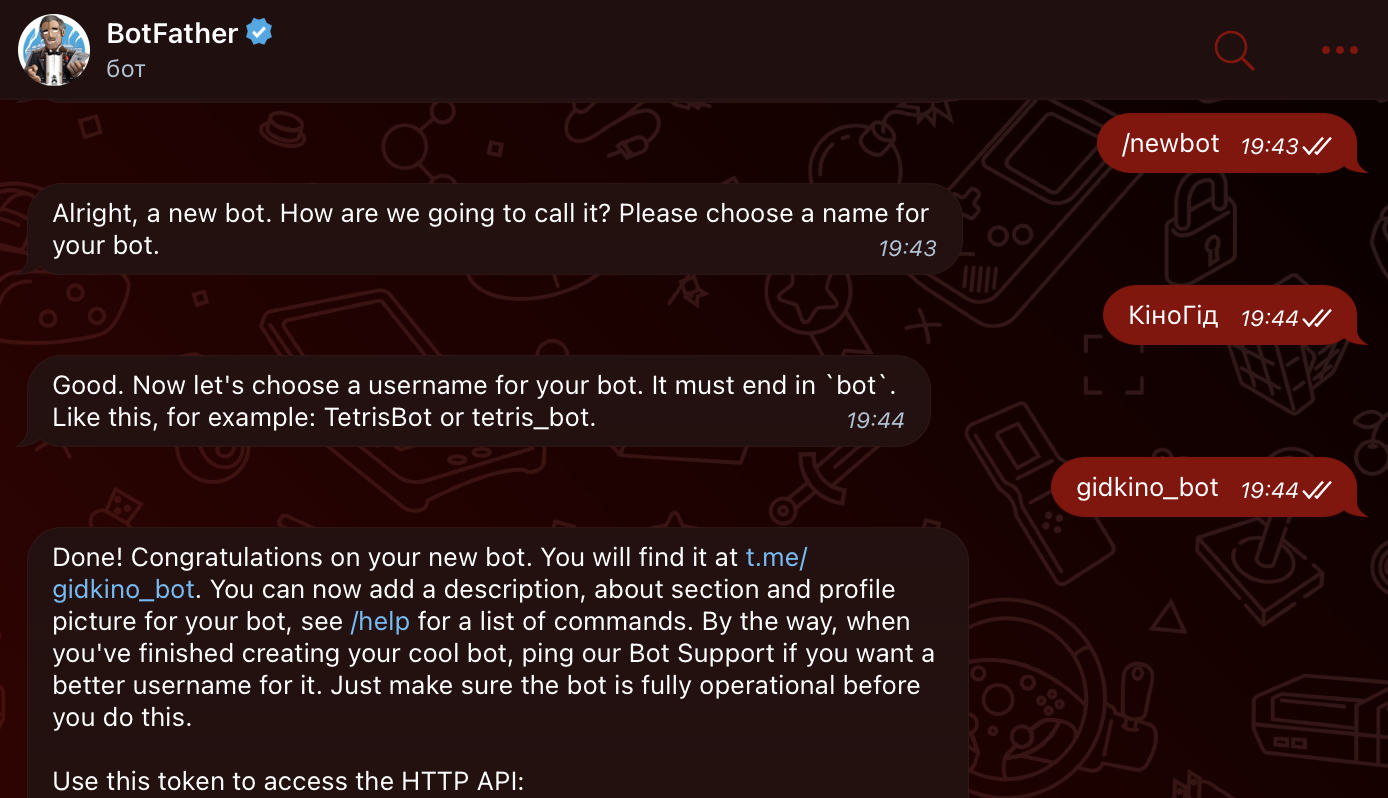 BotFather
бот
/newbot 19:43
Alright, a new bot. How are we going to call it? Please choose a name for
your bot. 19:43
КіноГід 19:44
Good. Now let's choose a username for your bot. It must end in `bot`.
Like this, for example: TetrisBot or tetris_bot. 19:44
gidkino_bot 19:44
Done! Congratulations on your new bot. You will find it at t.me/
gidkino_bot. You can now add a description, about section and profile
picture for your bot, see /help for a list of commands. By the way, when
you've finished creating your cool bot, ping our Bot Support if you want a
better username for it. Just make sure the bot is fully operational before
you do this.
Use this token to access the HTTP API: